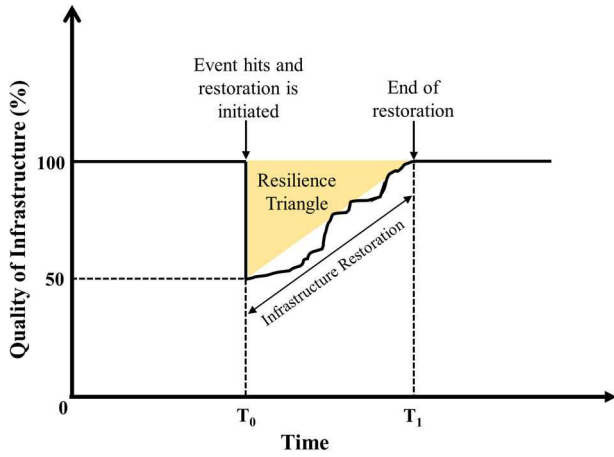 Event hits and
restoration is
initiated
End of
restoration
Quality of Infrastructure (%)
100
Resilience
Triangle
50
Infrastructure Restoration
0
T₀
T₁
Time